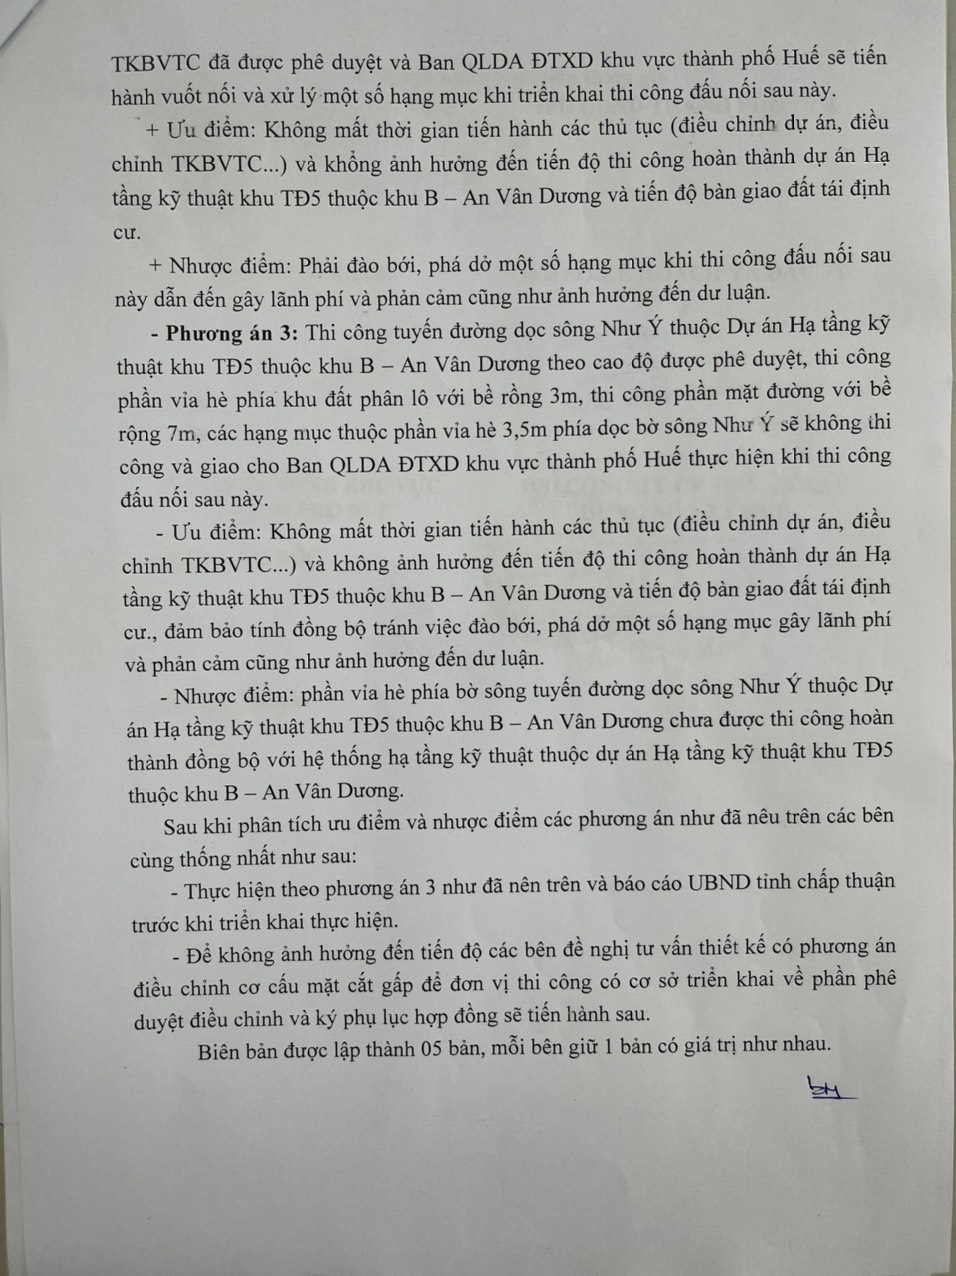 TKBVTC đã được phê duyệt và Ban QLDA ĐTXD khu vực thành phố Huế sẽ tiến
hành vuốt nối và xử lý một số hạng mục khi triển khai thi công đấu nối sau này.
+ Ưu điểm: Không mất thời gian tiến hành các thủ tục (điều chỉnh dự án, điều
chỉnh TKBVTC...) và khổng ảnh hưởng đến tiến độ thi công hoàn thành dự án Hạ
tầng kỹ thuật khu TĐ5 thuộc khu B – An Vân Dương và tiến độ bàn giao đất tái định
cư.
+ Nhược điểm: Phải đào bới, phá dở một số hạng mục khi thi công đấu nối sau
này dẫn đến gây lãnh phí và phản cảm cũng như ảnh hưởng đến dư luận.
- Phương án 3: Thi công tuyến đường dọc sông Như Ý thuộc Dự án Hạ tầng kỹ
thuật khu TĐ5 thuộc khu B – An Vân Dương theo cao độ được phê duyệt, thi công
phần vỉa hè phía khu đất phân lô với bề rồng 3m, thi công phần mặt đường với bề
rộng 7m, các hạng mục thuộc phần vỉa hè 3,5m phía dọc bờ sông Như Ý sẽ không thi
công và giao cho Ban QLDA ĐTXD khu vực thành phố Huế thực hiện khi thi công
đấu nối sau này.
- Ưu điểm: Không mất thời gian tiến hành các thủ tục (điều chỉnh dự án, điều
chỉnh TKBVTC...) và không ảnh hưởng đến tiến độ thi công hoàn thành dự án Hạ
tầng kỹ thuật khu TĐ5 thuộc khu B – An Vân Dương và tiến độ bàn giao đất tái định
cư., đảm bảo tính đồng bộ tránh việc đào bới, phá dở một số hạng mục gây lãnh phí
và phản cảm cũng như ảnh hưởng đến dư luận.
- Nhược điểm: phần vỉa hè phía bờ sông tuyến đường dọc sông Như Ý thuộc Dự
án Hạ tầng kỹ thuật khu TĐ5 thuộc khu B – An Vân Dương chưa được thi công hoàn
thành đồng bộ với hệ thống hạ tầng kỹ thuật thuộc dự án Hạ tầng kỹ thuật khu TĐ5
thuộc khu B – An Vân Dương.
Sau khi phân tích ưu điểm và nhược điểm các phương án như đã nêu trên các bên
cùng thống nhất như sau:
- Thực hiện theo phương án 3 như đã nên trên và báo cáo UBND tỉnh chấp thuận
trước khi triển khai thực hiện.
- Để không ảnh hưởng đến tiến độ các bên đề nghị tư vấn thiết kế có phương án
điều chỉnh cơ cấu mặt cắt gấp để đơn vị thi công có cơ sở triển khai về phần phê
duyệt điều chỉnh và ký phụ lục hợp đồng sẽ tiến hành sau.
Biên bản được lập thành 05 bản, mỗi bên giữ 1 bản có giá trị như nhau.